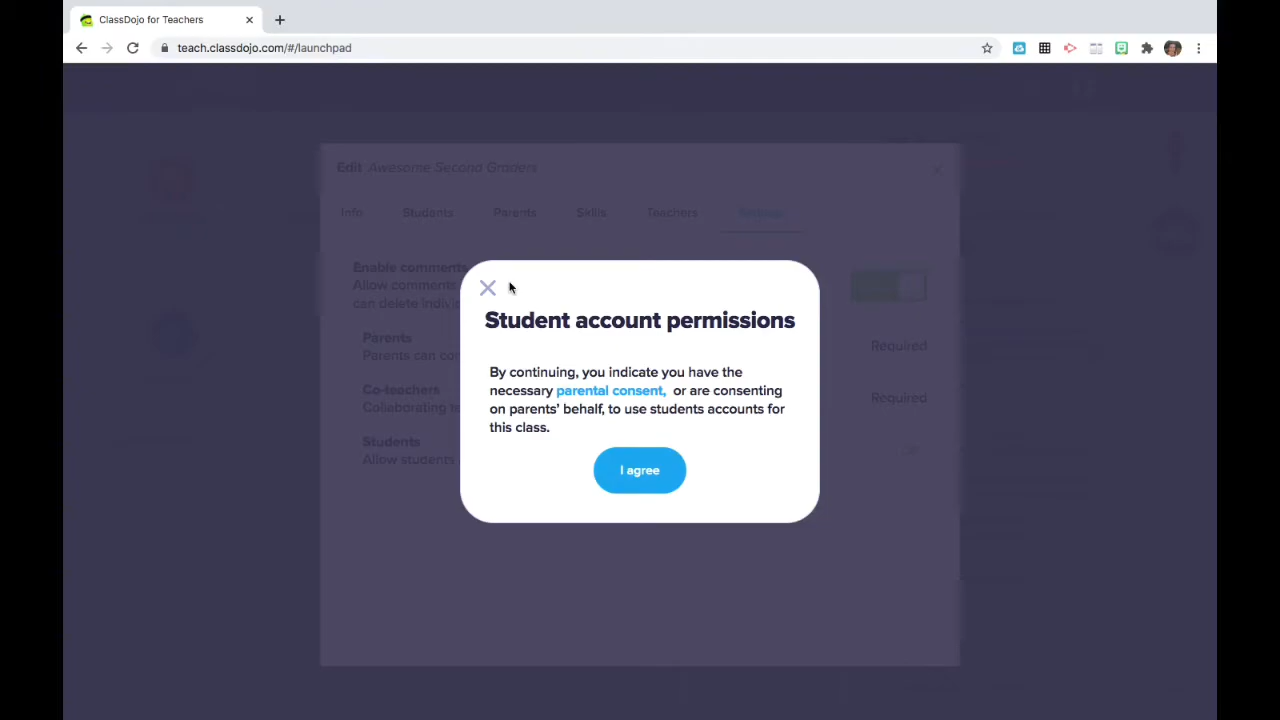 ClassDojo for Teachers
teach.classdojo.com/#/launchpad
Edit Awesome Second Graders
Info Students Parents Skills Teachers Settings
Enable comments
Allow comments
can delete
Parents
Parents can
Required
Co-teachers
Collaborating
Required
Students
Allow students
Student account permissions
By continuing, you indicate you have the
necessary parental consent, or are consenting
on parents' behalf, to use students accounts for
this class.
I agree